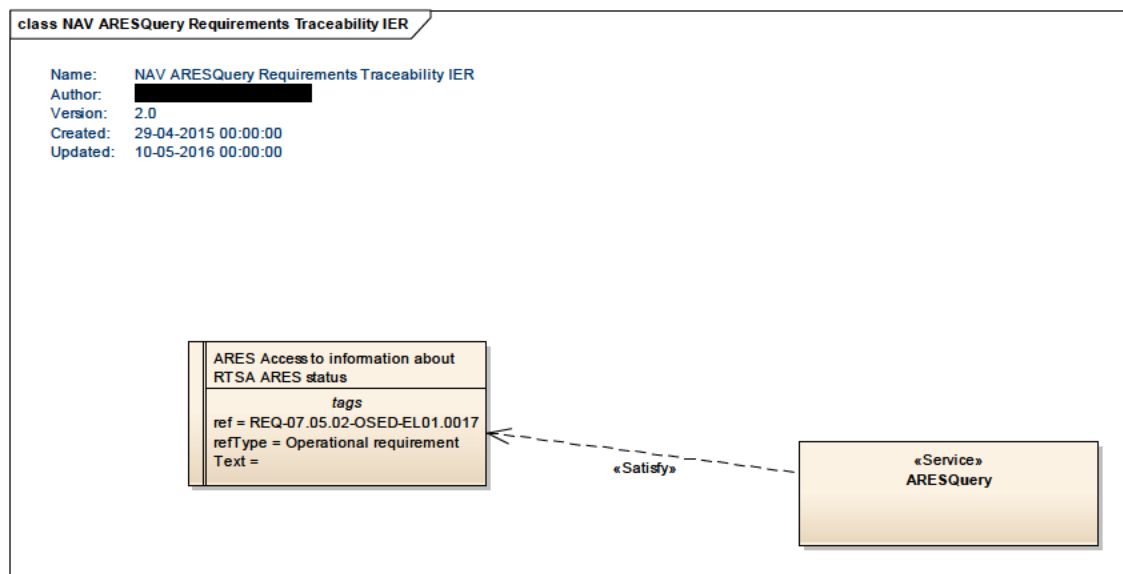 class NAV ARESQuery Requirements Traceability IER
Name: NAV ARESQuery Requirements Traceability IER
Author:
Version: 2.0
Created: 29-04-2015 00:00:00
Updated: 10-05-2016 00:00:00
ARES Access to information about
RTSA ARES status
tags
ref = REQ-07.05.02-OSED-EL01.0017
refType = Operational requirement
Text =
«Satisfy»
«Service»
ARESQuery